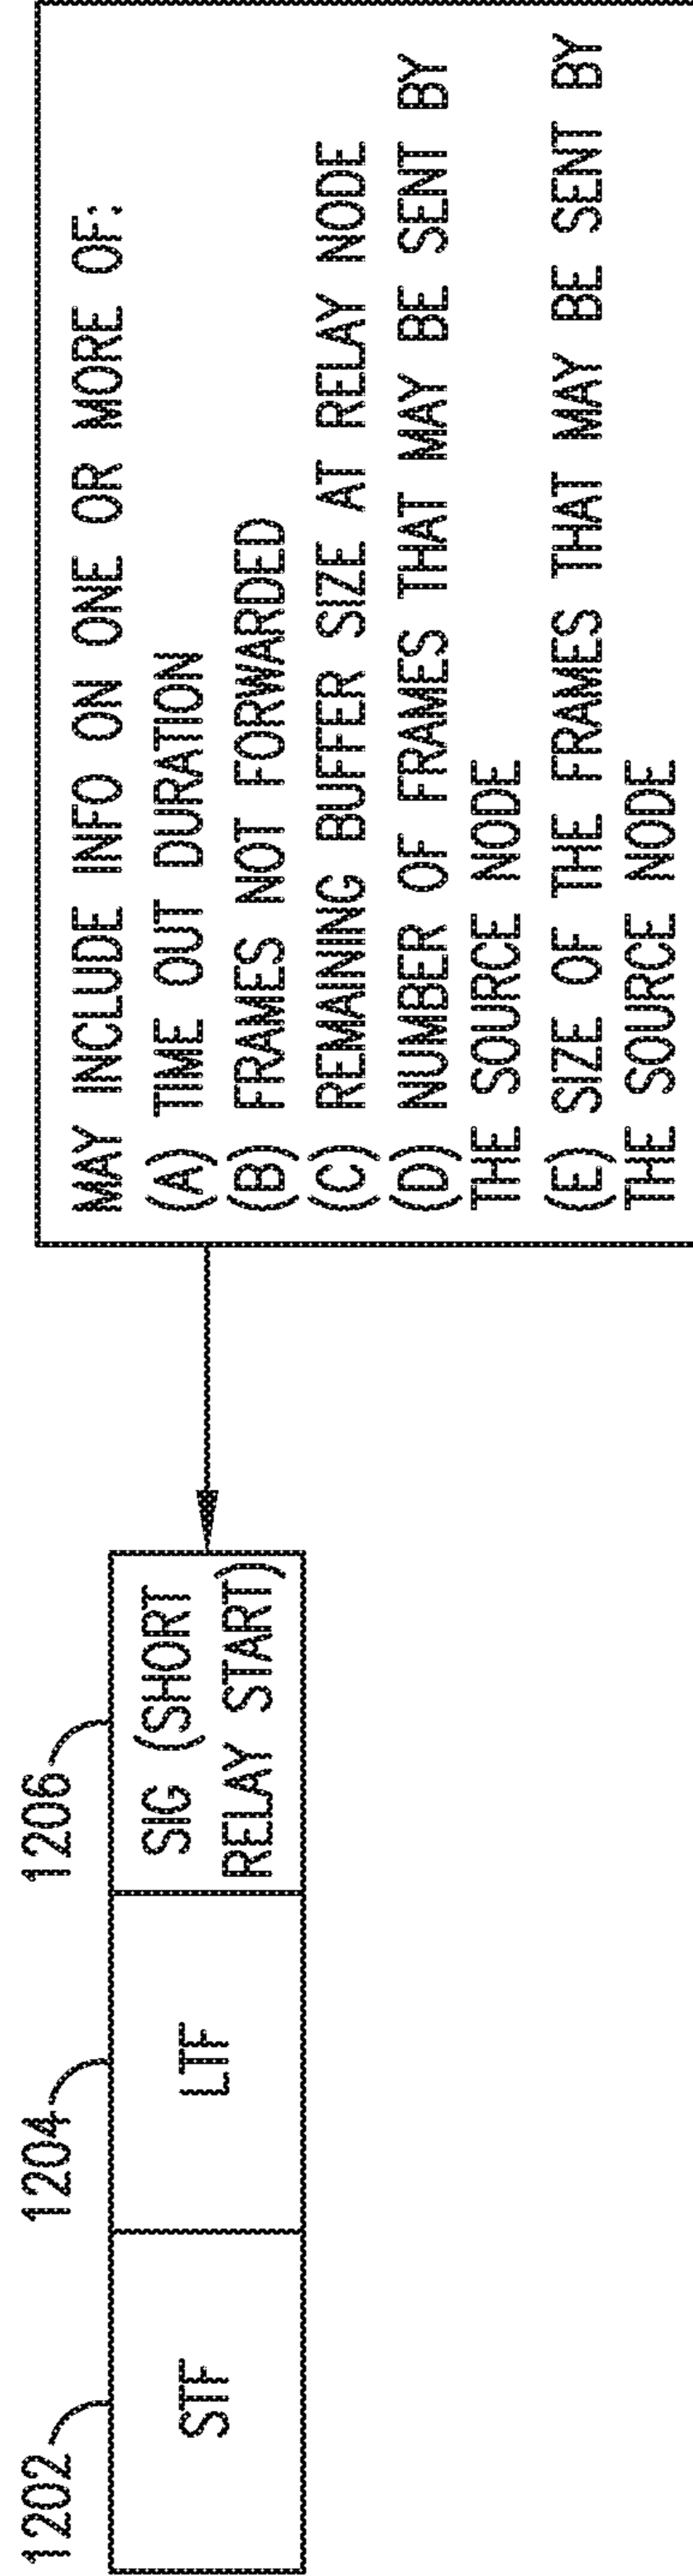 1202
1204
1206
STF
LTF
SIG (SHORT
RELAY START)
MAY INCLUDE INFO ON ONE OR MORE OF:
(A) TIME OUT DURATION
(B) FRAMES NOT FORWARDED
(C) REMAINING BUFFER SIZE AT RELAY NODE
(D) NUMBER OF FRAMES THAT MAY BE SENT BY
THE SOURCE NODE
(E) SIZE OF THE FRAMES THAT MAY BE SENT BY
THE SOURCE NODE